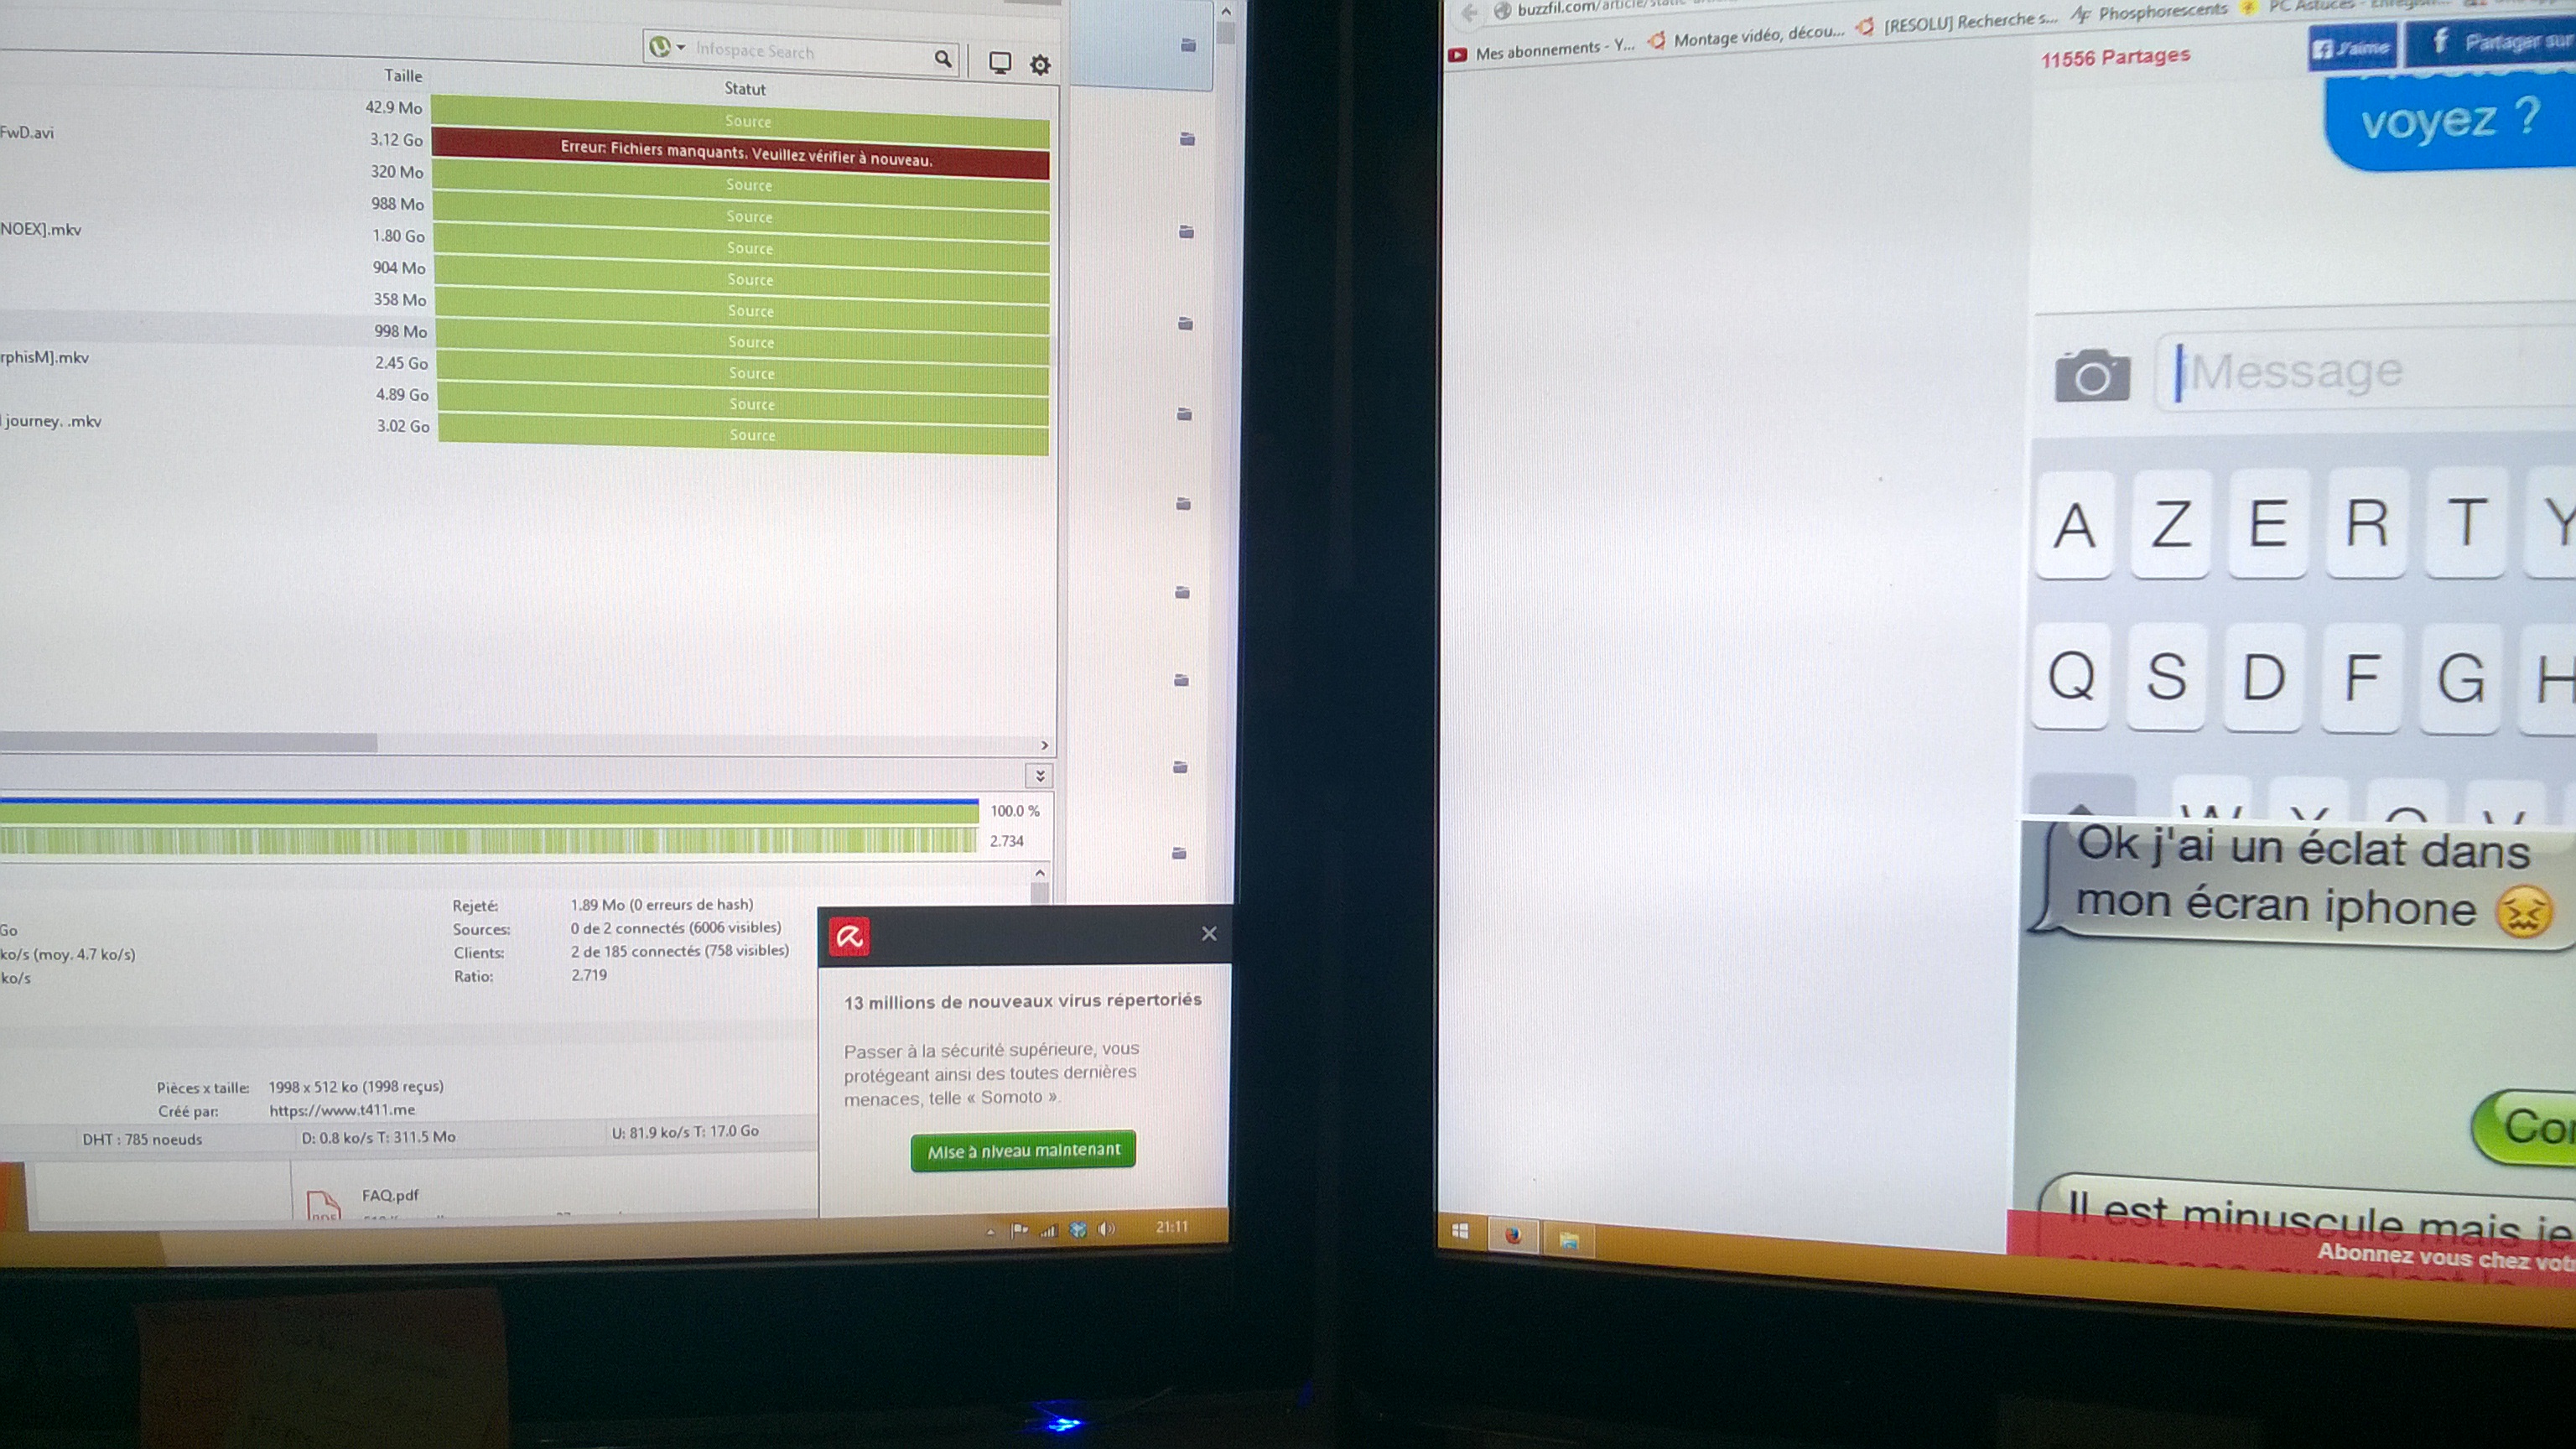 Infospace Search
Taille
Statut
42.9 Mo
Source
FwD.avi
3.12 Go
Erreur: Fichiers manquants. Veuillez vérifier à nouveau.
320 Mo
Source
988 Mo
Source
NOEX].mkv
1.80 Go
Source
904 Mo
Source
358 Mo
Source
998 Mo
Source
rphisM].mkv
2.45 Go
Source
4.89 Go
Source
journey. .mkv
3.02 Go
Source
100.0 %
2.734
Rejeté: 1.89 Mo (0 erreurs de hash)
Go
Sources: 0 de 2 connectés (6006 visibles)
ko/s (moy. 4.7 ko/s)
Clients: 2 de 185 connectés (758 visibles)
ko/s
Ratio: 2.719
Pièces x taille: 1998 x 512 ko (1998 reçus)
Créé par: https://www.t411.me
DHT : 785 noeuds
D: 0.8 ko/s T: 311.5 Mo
U: 81.9 ko/s T: 17.0 Go
FAQ.pdf
13 millions de nouveaux virus répertoriés
Passer à la sécurité supérieure, vous
protégeant ainsi des toutes dernières
menaces, telle « Somoto ».
Mise à niveau maintenant
21:11
buzzfil.com/article/
Mes abonnements - Y...
Montage vidéo, décou...
[RESOLU] Recherche s...
Phosphorescents
PC Astuces -
11556 Partages
J'aime
Partager sur
voyez ?
iMessage
A Z E R T Y
Q S D F G H
Ok j'ai un éclat dans
mon écran iphone
Cor
Il est minuscule mais je
Abonnez vous chez votr